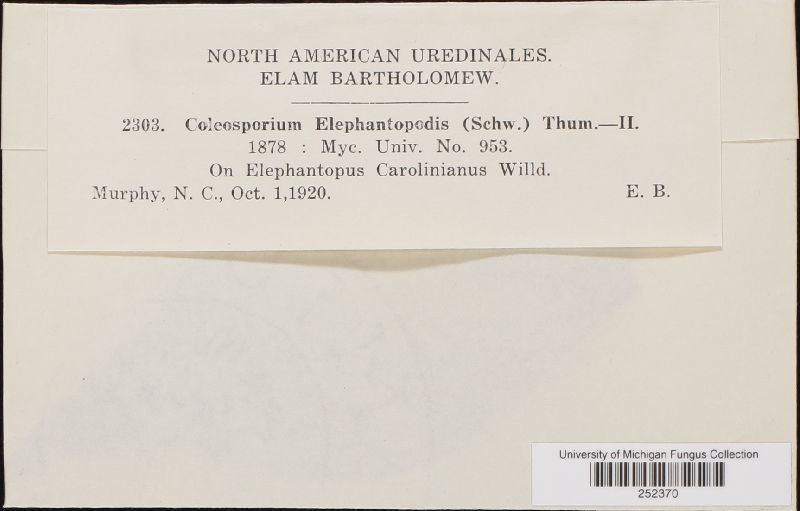 NORTH AMERICAN UREDINALES.
ELAM BARTHOLOMEW.
2303. Coleosporium Elephantopodis (Schw.) Thum.—II.
1878 : Myc. Univ. No. 953.
On Elephantopus Carolinianus Willd.
Murphy, N. C., Oct. 1,1920. E. B.
University of Michigan Fungus Collection
252370